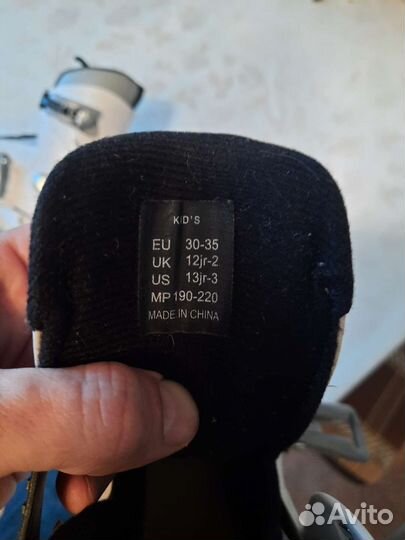 KID'S
EU 30-35
UK 12jr-2
US 13jr-3
MP 190-220
MADE IN CHINA
Avito